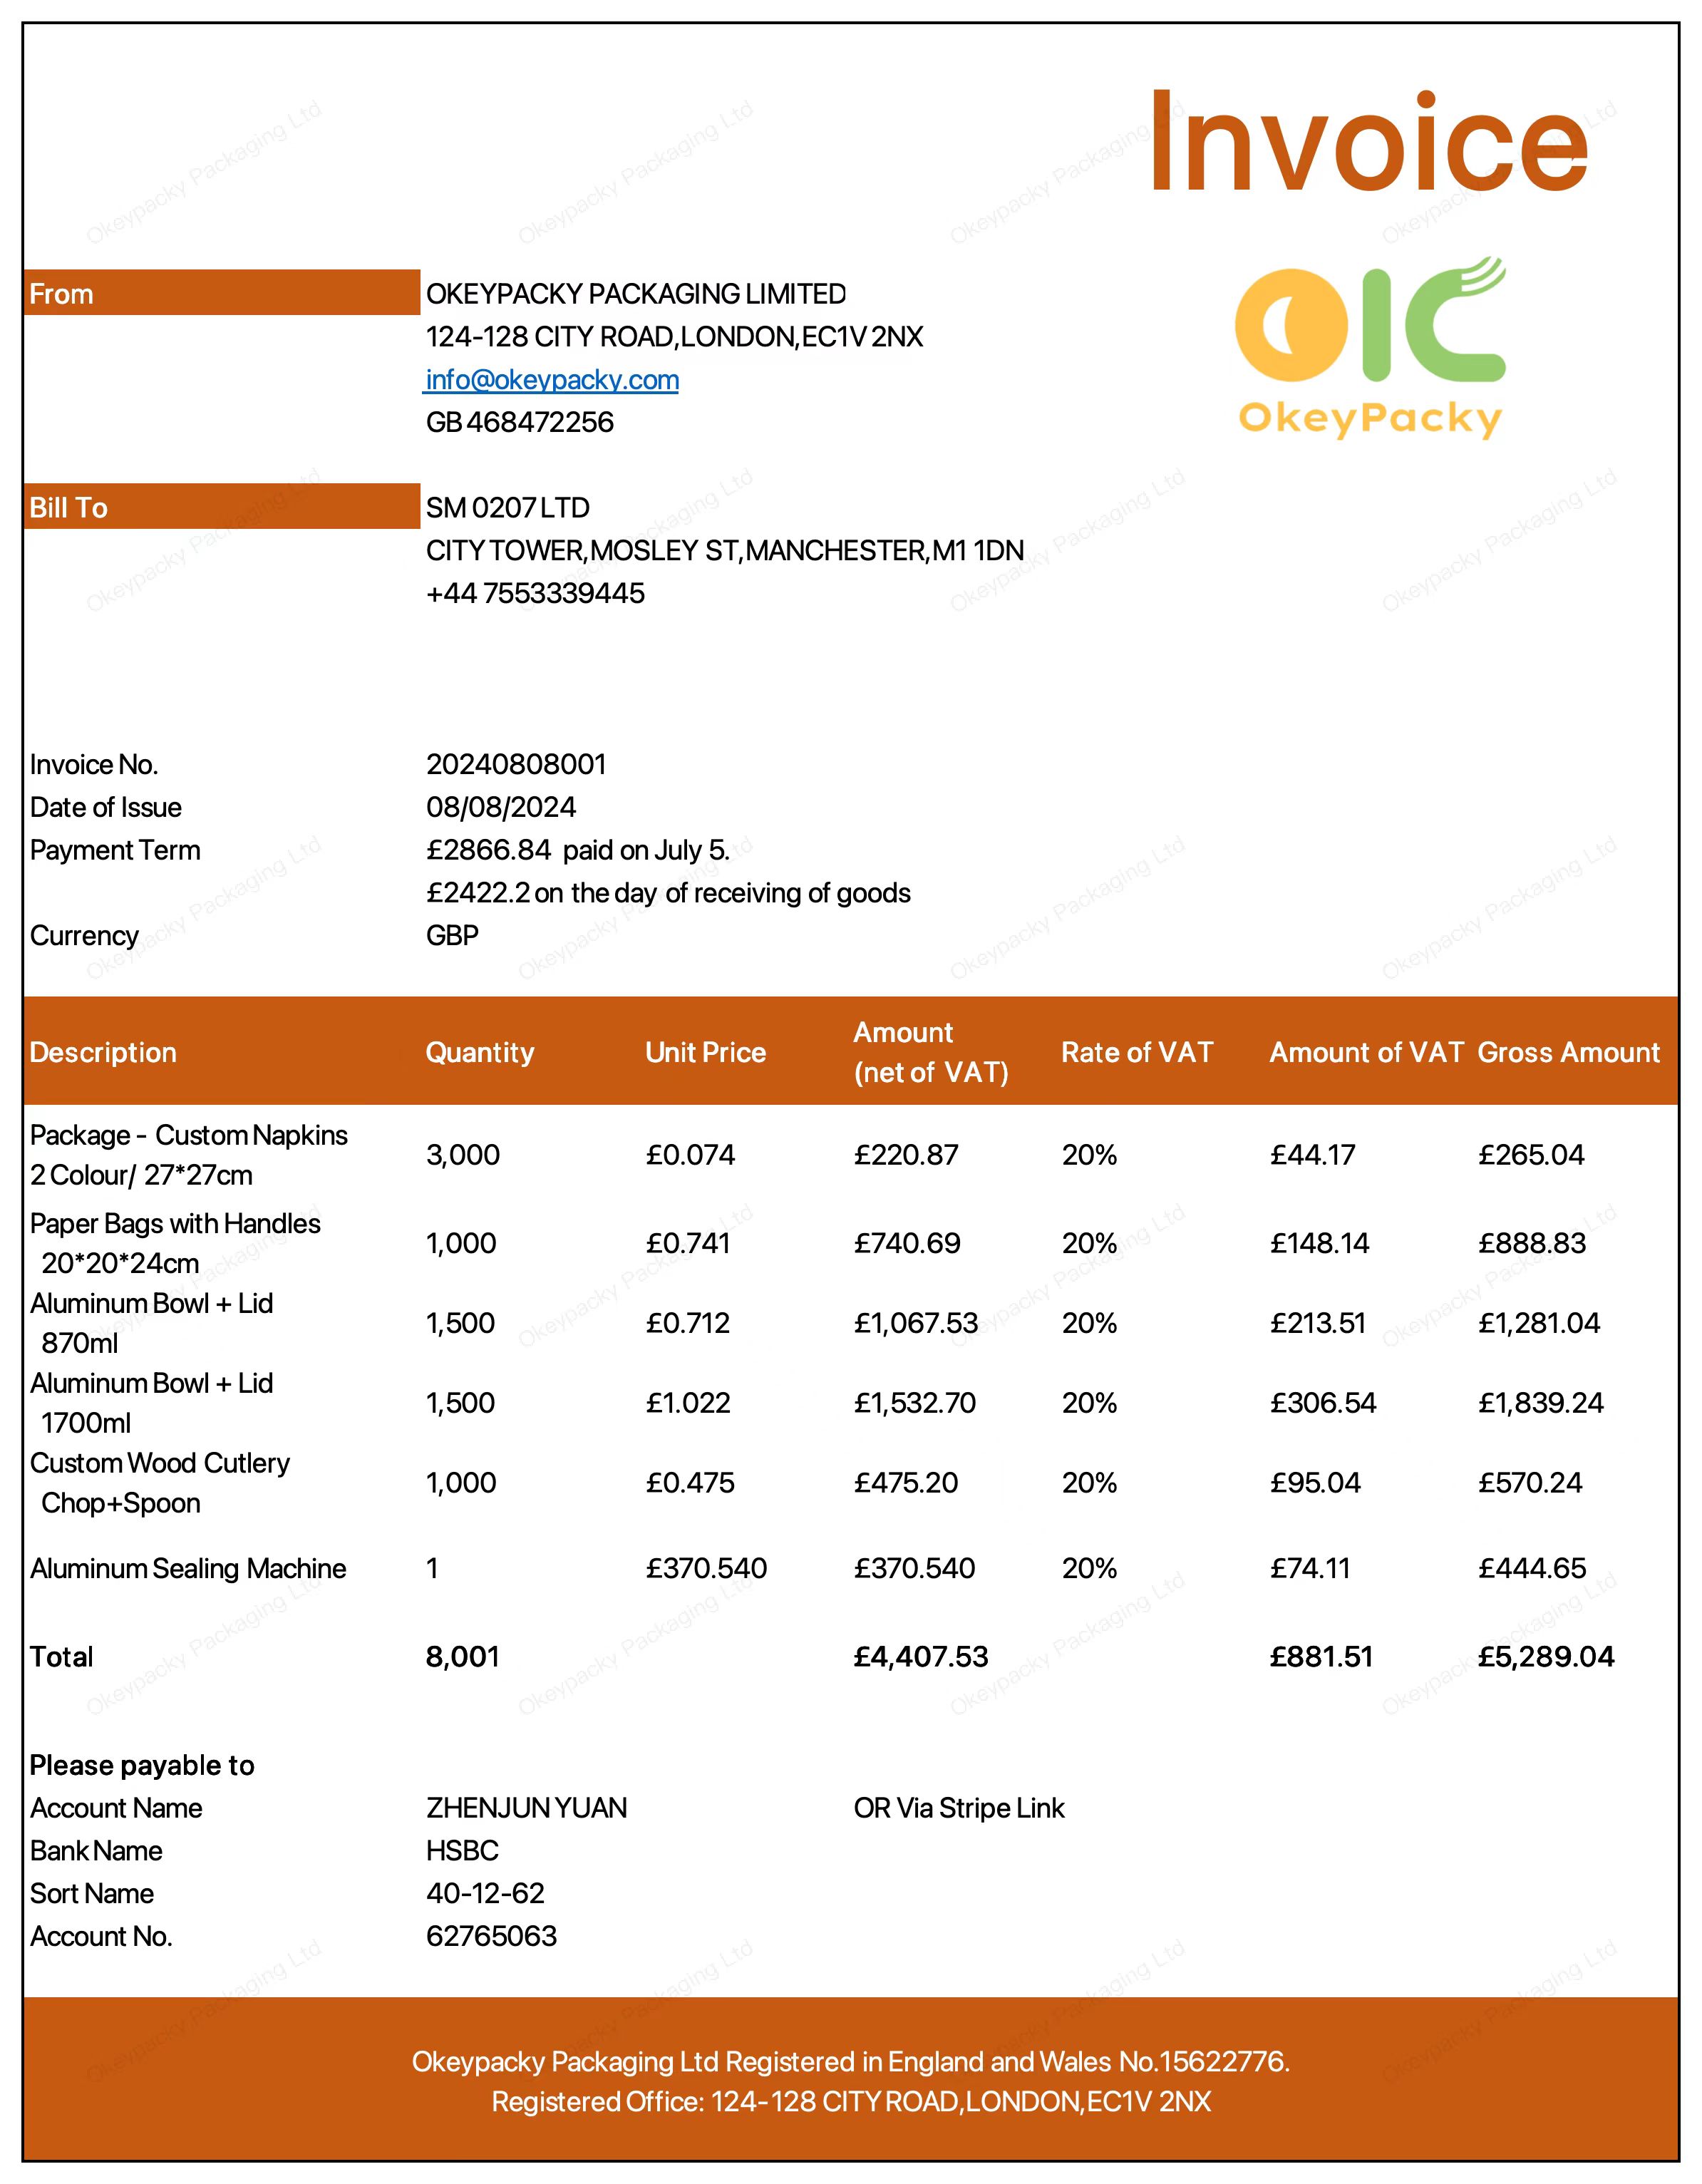 Invoice
From OKEYPACKY PACKAGING LIMITED
124-128 CITY ROAD,LONDON,EC1V 2NX
info@okeypacky.com
GB 468472256
OkeyPacky
Bill To SM 0207 LTD
CITY TOWER,MOSLEY ST,MANCHESTER,M1 1DN
+44 7553339445
Invoice No. 20240808001
Date of Issue 08/08/2024
Payment Term £2866.84 paid on July 5.
£2422.2 on the day of receiving of goods
Currency GBP
Description Quantity Unit Price Amount (net of VAT) Rate of VAT Amount of VAT Gross Amount
Package - Custom Napkins
2 Colour/ 27*27cm 3,000 £0.074 £220.87 20% £44.17 £265.04
Paper Bags with Handles
20*20*24cm 1,000 £0.741 £740.69 20% £148.14 £888.83
Aluminum Bowl + Lid
870ml 1,500 £0.712 £1,067.53 20% £213.51 £1,281.04
Aluminum Bowl + Lid
1700ml 1,500 £1.022 £1,532.70 20% £306.54 £1,839.24
Custom Wood Cutlery
Chop+Spoon 1,000 £0.475 £475.20 20% £95.04 £570.24
Aluminum Sealing Machine 1 £370.540 £370.540 20% £74.11 £444.65
Total 8,001 £4,407.53 £881.51 £5,289.04
Please payable to
Account Name ZHENJUN YUAN OR Via Stripe Link
Bank Name HSBC
Sort Name 40-12-62
Account No. 62765063
Okeypacky Packaging Ltd Registered in England and Wales No.15622776.
Registered Office: 124-128 CITY ROAD,LONDON,EC1V 2NX
Okeypacky Packaging Ltd